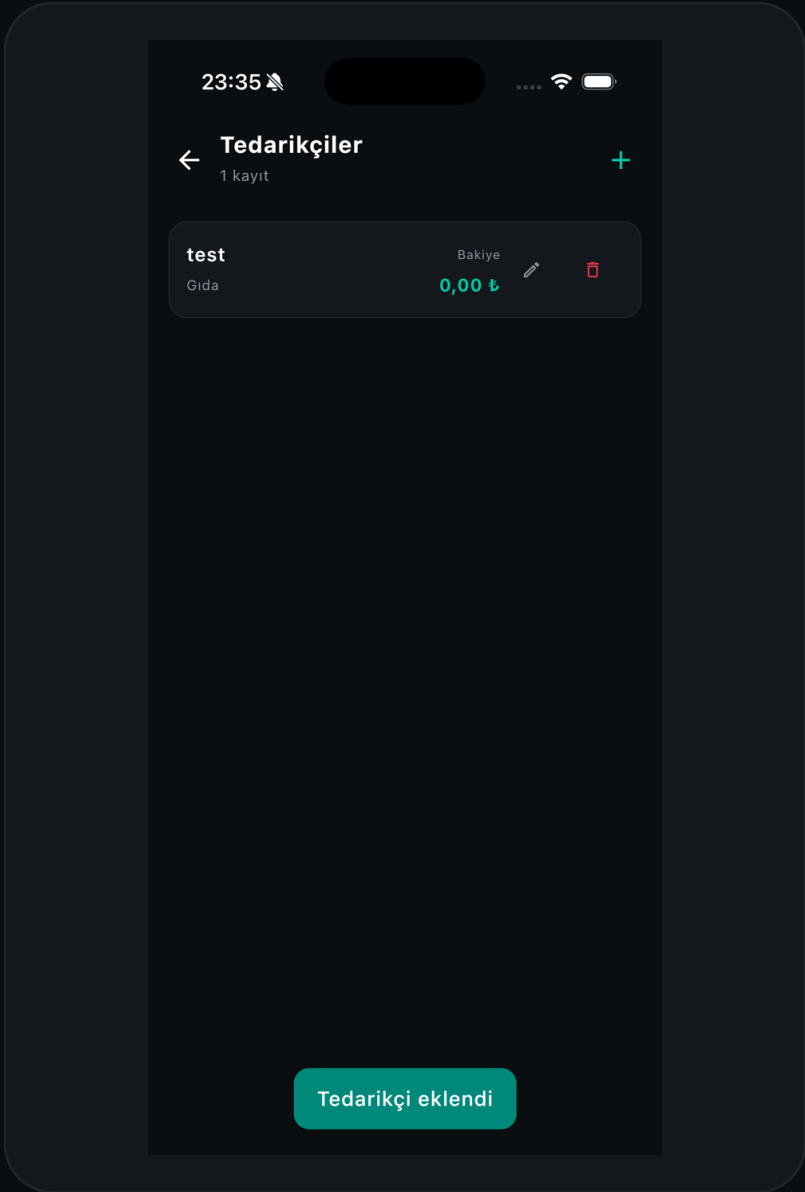 23:35
Tedarikçiler
1 kayıt
test
Bakiye
Gıda
0,00 ₺
Tedarikçi eklendi